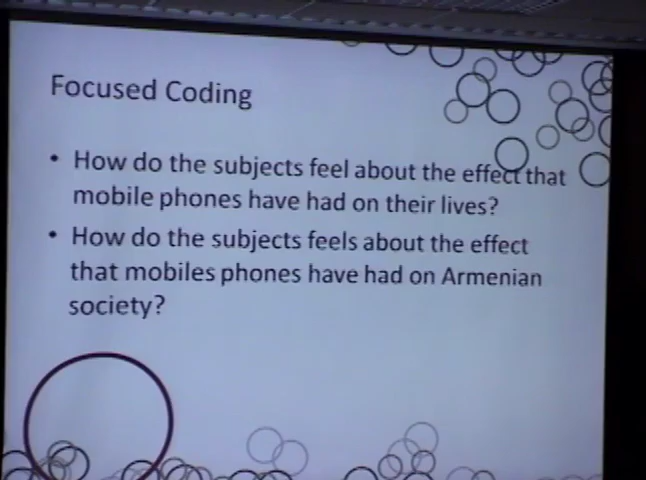 Focused Coding
• How do the subjects feel about the effect that
mobile phones have had on their lives?
• How do the subjects feels about the effect
that mobiles phones have had on Armenian
society?